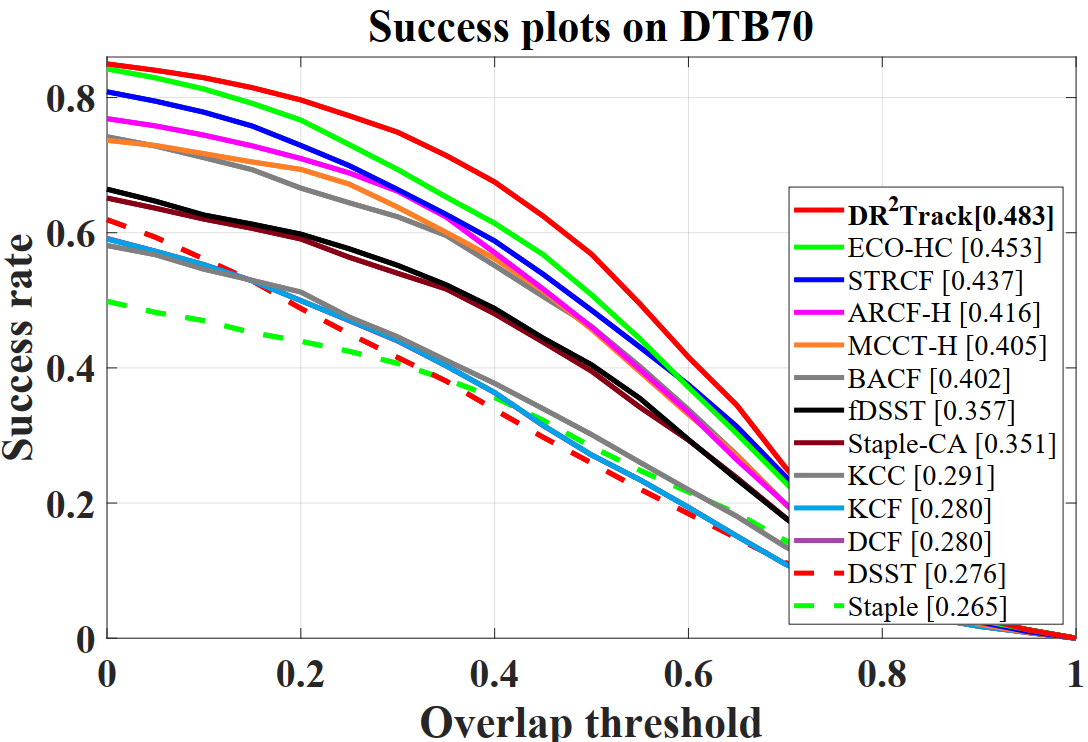 Success plots on DTB70
Success rate
0.8
0.6
0.4
0.2
0
DR²Track[0.483]
ECO-HC [0.453]
STRCF [0.437]
ARCF-H [0.416]
MCCT-H [0.405]
BACF [0.402]
fDSST [0.357]
Staple-CA [0.351]
KCC [0.291]
KCF [0.280]
DCF [0.280]
DSST [0.276]
Staple [0.265]
0 0.2 0.4 0.6 0.8 1
Overlap threshold